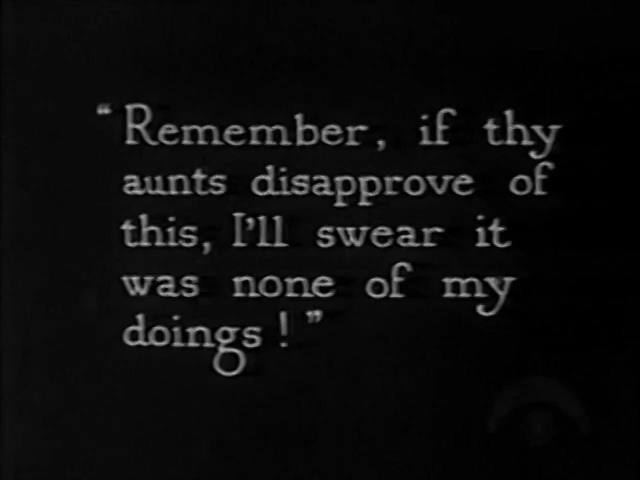 “Remember, if thy
aunts disapprove of
this, I'll swear it
was none of my
doings!”